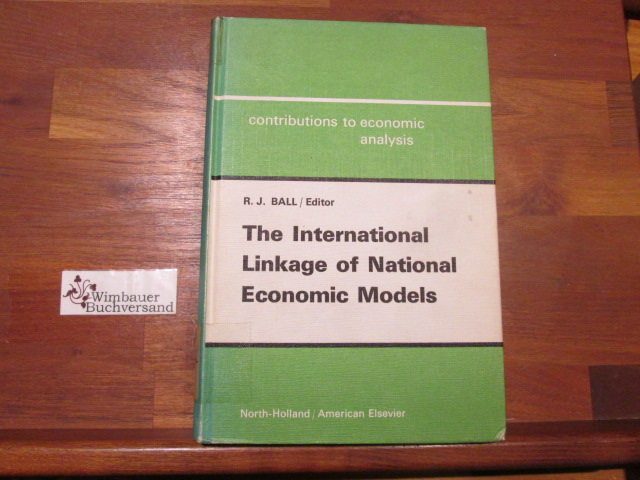 contributions to economic
analysis
R. J. BALL / Editor
The International
Linkage of National
Economic Models
North-Holland / American Elsevier
Wimbauer
Buchversand